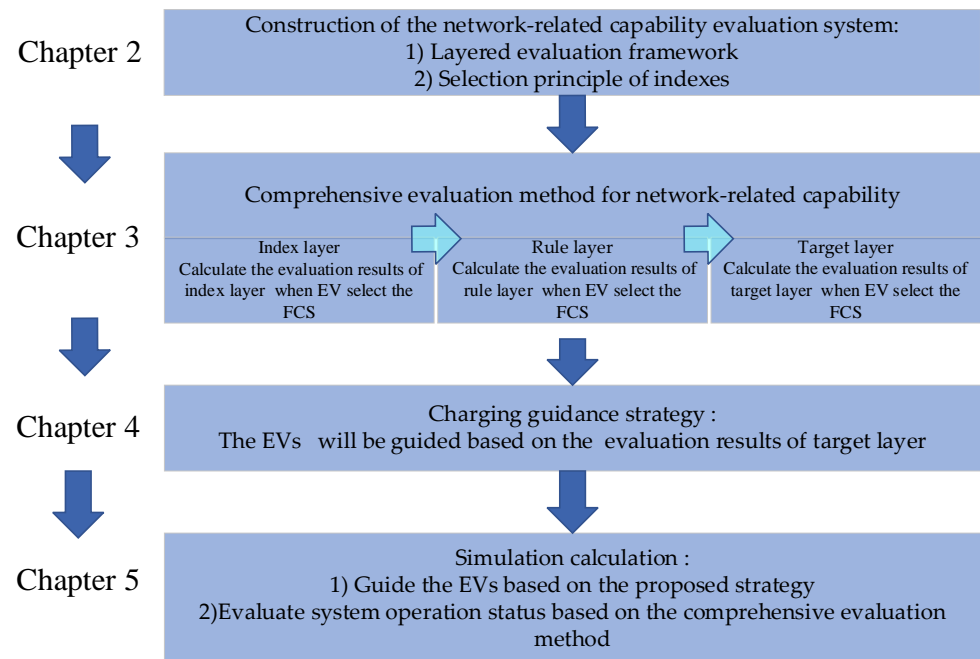 Chapter 2
Construction of the network-related capability evaluation system:
1) Layered evaluation framework
2) Selection principle of indexes
Chapter 3
Comprehensive evaluation method for network-related capability
Index layer
Calculate the evaluation results of
index layer when EV select the
FCS
Rule layer
Calculate the evaluation results of
rule layer when EV select the
FCS
Target layer
Calculate the evaluation results of
target layer when EV select the
FCS
Chapter 4
Charging guidance strategy :
The EVs will be guided based on the evaluation results of target layer
Chapter 5
Simulation calculation :
1) Guide the EVs based on the proposed strategy
2)Evaluate system operation status based on the comprehensive evaluation
method